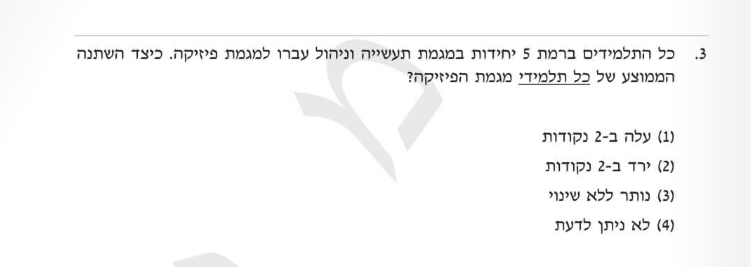 3. כל התלמידים ברמת 5 יחידות במגמת תעשייה וניהול עברו למגמת פיזיקה. כיצד השתנה
הממוצע של כל תלמידי מגמת הפיזיקה?
(1) עלה ב-2 נקודות
(2) ירד ב-2 נקודות
(3) נותר ללא שינוי
(4) לא ניתן לדעת